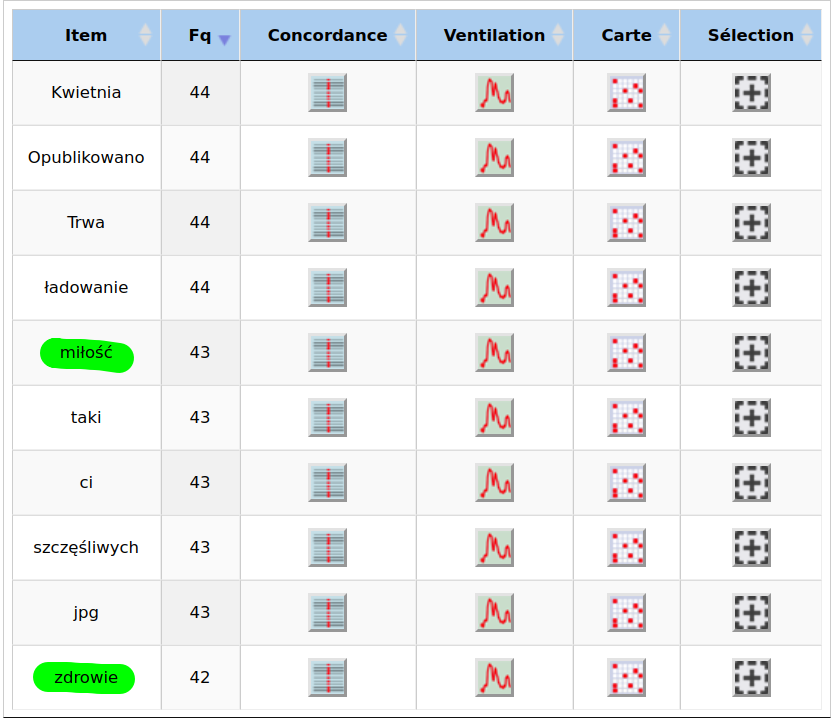 Item Fq Concordance Ventilation Carte Sélection
Kwietnia 44
Opublikowano 44
Trwa 44
ładowanie 44
miłość 43
taki 43
ci 43
szczęśliwych 43
jpg 43
zdrowie 42